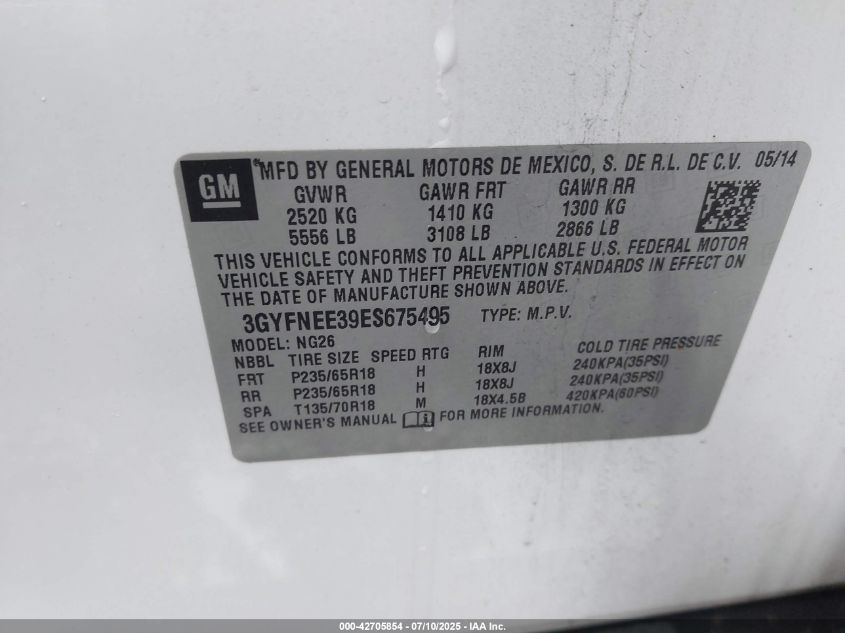 GM
® MFD BY GENERAL MOTORS DE MEXICO, S. DE R.L. DE C.V. 05/14
GVWR GAWR FRT GAWR RR
2520 KG 1410 KG 1300 KG
5556 LB 3108 LB 2866 LB
THIS VEHICLE CONFORMS TO ALL APPLICABLE U.S. FEDERAL MOTOR
VEHICLE SAFETY AND THEFT PREVENTION STANDARDS IN EFFECT ON
THE DATE OF MANUFACTURE SHOWN ABOVE.
3GYFNEE39ES675495 TYPE: M.P.V.
MODEL: NG26
NBBL TIRE SIZE SPEED RTG RIM COLD TIRE PRESSURE
FRT P235/65R18 H 18X8J 240KPA(35PSI)
RR P235/65R18 H 18X8J 240KPA(35PSI)
SPA T135/70R18 M 18X4.5B 420KPA(60PSI)
SEE OWNER'S MANUAL i FOR MORE INFORMATION.
000-42705854 - 07/10/2025 - IAA Inc.